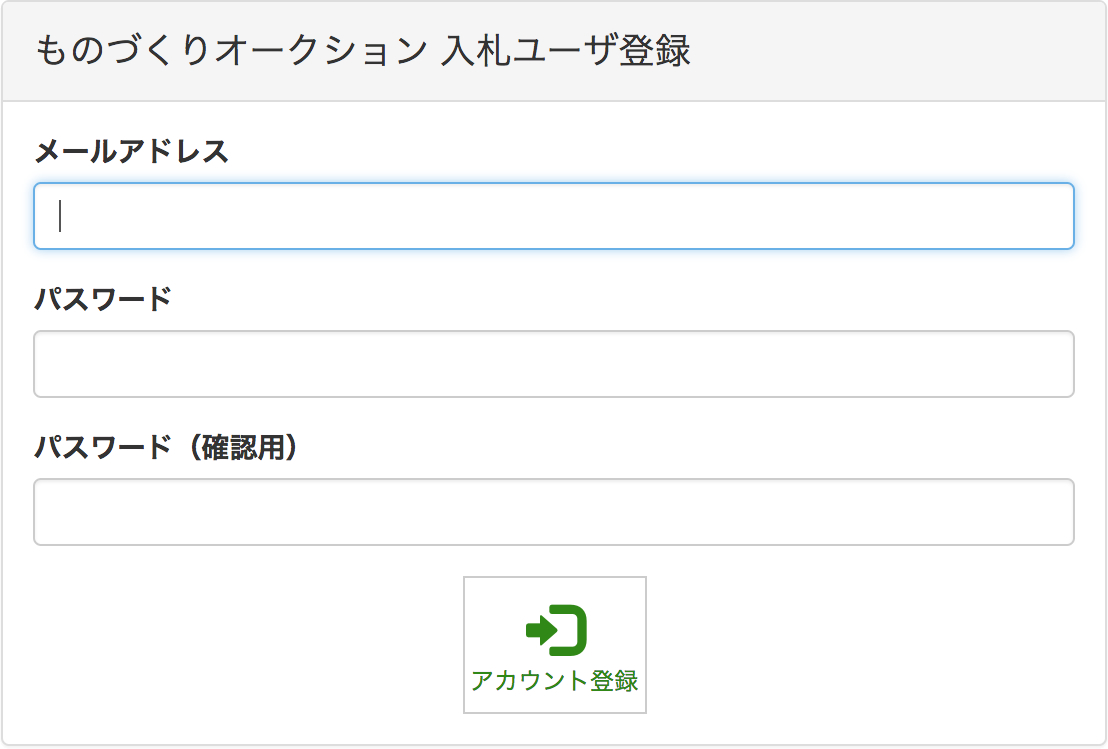 ものづくりオークション 入札ユーザ登録
メールアドレス
パスワード
パスワード（確認用）
アカウント登録